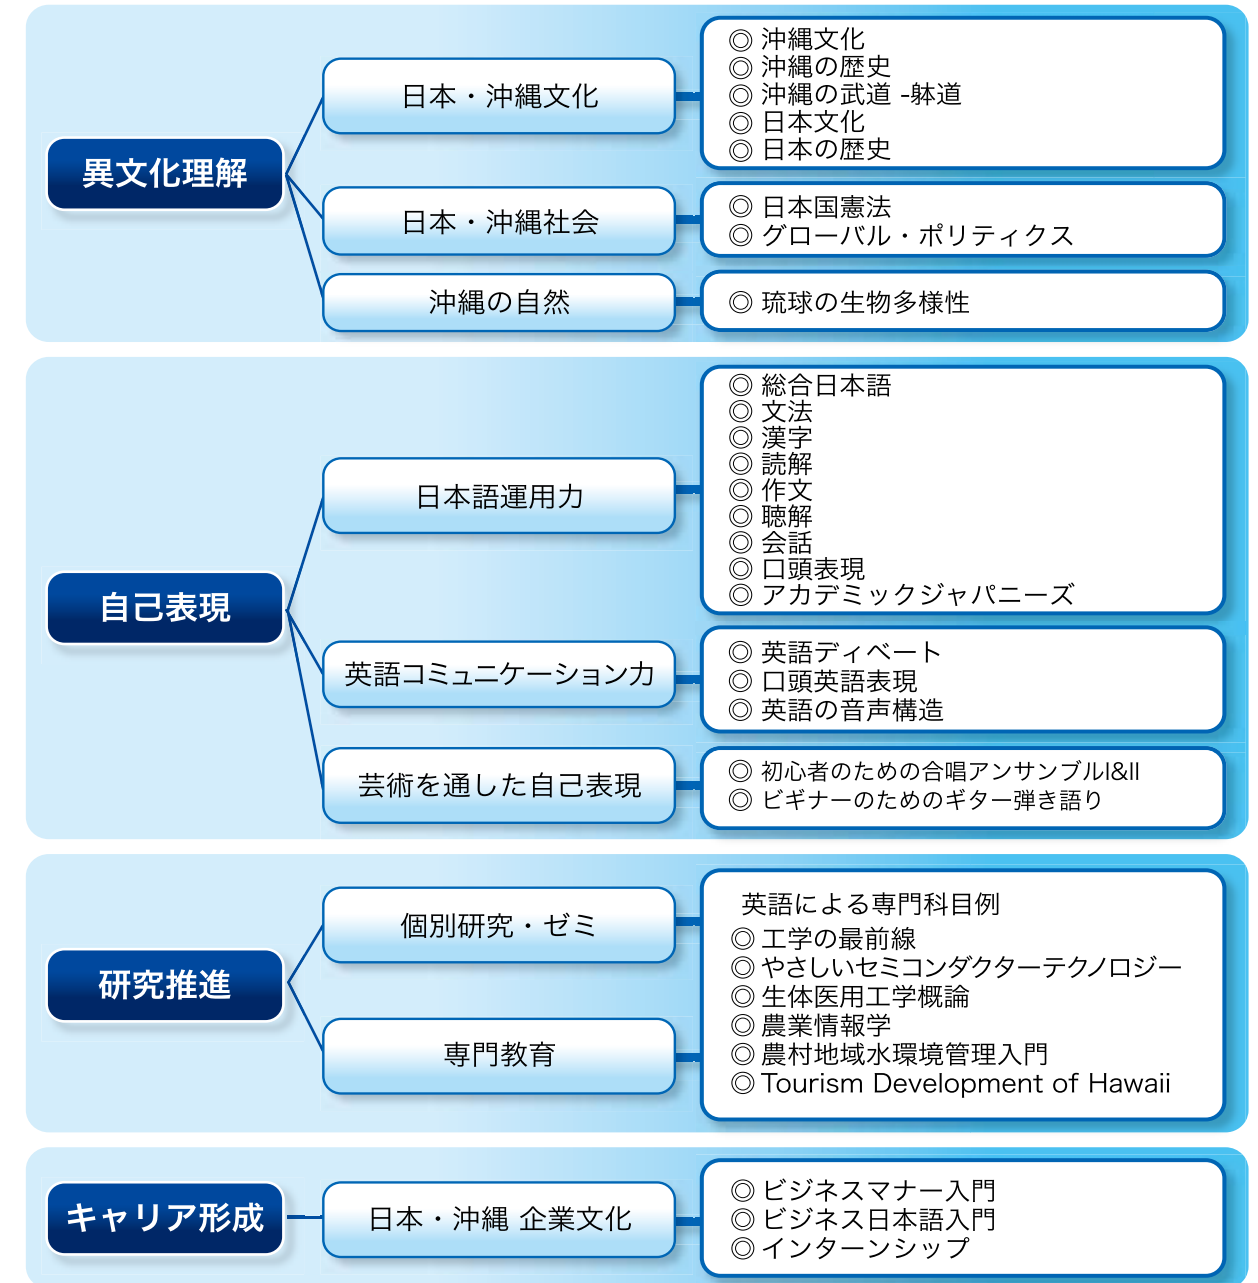 異文化理解
日本・沖縄文化
◎ 沖縄文化
◎ 沖縄の歴史
◎ 沖縄の武道 -躰道
◎ 日本文化
◎ 日本の歴史
日本・沖縄社会
◎ 日本国憲法
◎ グローバル・ポリティクス
沖縄の自然
◎ 琉球の生物多様性
自己表現
日本語運用力
◎ 総合日本語
◎ 文法
◎ 漢字
◎ 読解
◎ 作文
◎ 聴解
◎ 会話
◎ 口頭表現
◎ アカデミックジャパニーズ
英語コミュニケーション力
◎ 英語ディベート
◎ 口頭英語表現
◎ 英語の音声構造
芸術を通した自己表現
◎ 初心者のための合唱アンサンブルI&II
◎ ビギナーのためのギター弾き語り
研究推進
個別研究・ゼミ
専門教育
英語による専門科目例
◎ 工学の最前線
◎ やさしいセミコンダクターテクノロジー
◎ 生体医用工学概論
◎ 農業情報学
◎ 農村地域水環境管理入門
◎ Tourism Development of Hawaii
キャリア形成
日本・沖縄 企業文化
◎ ビジネスマナー入門
◎ ビジネス日本語入門
◎ インターンシップ